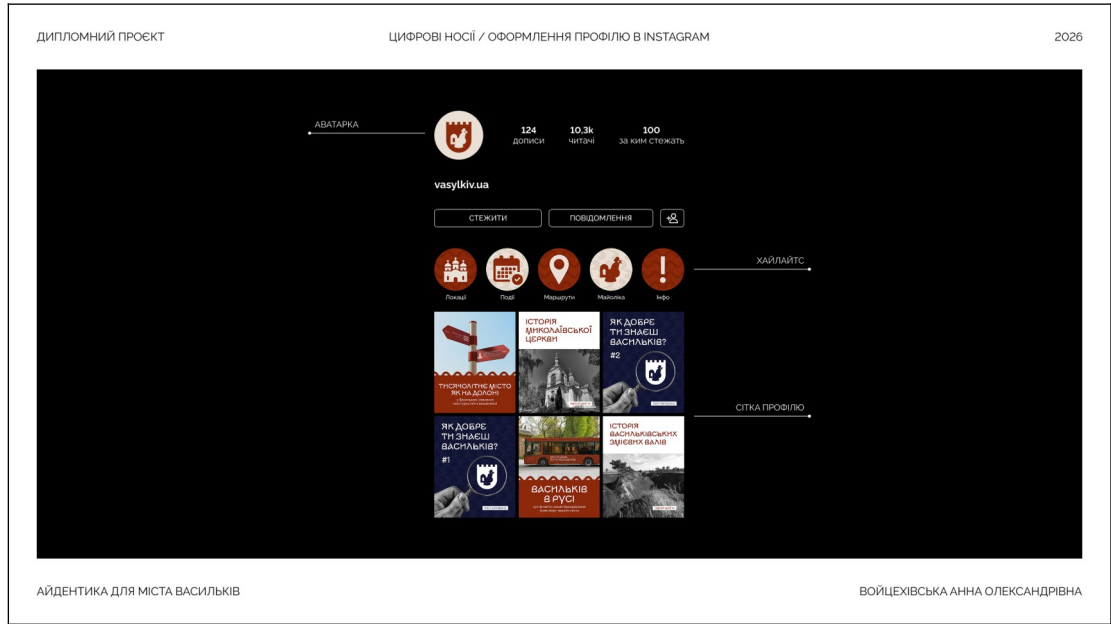 ДИПЛОМНИЙ ПРОЄКТ
ЦИФРОВІ НОСІЇ / ОФОРМЛЕННЯ ПРОФІЛЮ В INSTAGRAM
2026
АВАТАРКА
124
дописи
10,3k
читачі
100
за ким стежать
vasylkiv.ua
СТЕЖИТИ
ПОВІДОМЛЕННЯ
ХАЙЛАЙТС
Локації
Події
Маршрути
Майоліка
Інфо
ТИСЯЧОЛІТНЄ МІСТО
ЯК НА ДОЛОНІ
ІСТОРІЯ
МИКОЛАЇВСЬКОЇ
ЦЕРКВИ
ЯК ДОБРЕ
ТИ ЗНАЄШ
ВАСИЛЬКІВ?
#2
СІТКА ПРОФІЛЮ
ЯК ДОБРЕ
ТИ ЗНАЄШ
ВАСИЛЬКІВ?
#1
ВАСИЛЬКІВ
В РУСІ
ІСТОРІЯ
ВАСИЛЬКІВСЬКИХ
ЗМІЄВИХ ВАЛІВ
АЙДЕНТИКА ДЛЯ МІСТА ВАСИЛЬКІВ
ВОЙЦЕХІВСЬКА АННА ОЛЕКСАНДРІВНА